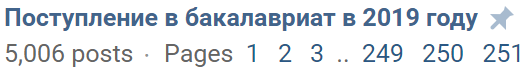 Поступление в бакалавриат в 2019 году
5,006 posts · Pages 1 2 3 .. 249 250 251